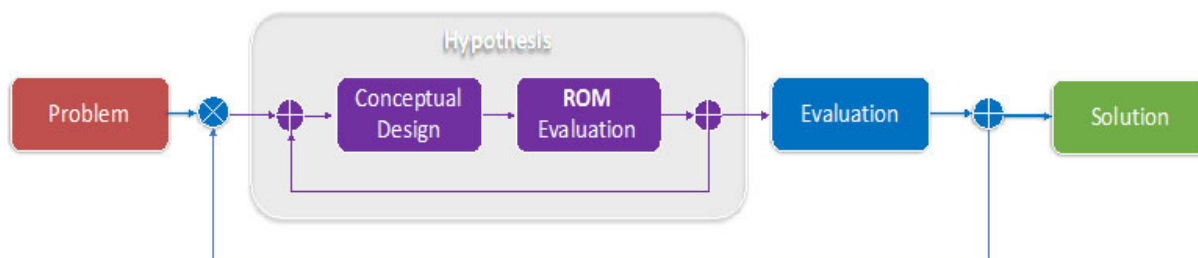 Hypothesis
Problem
Conceptual
Design
ROM
Evaluation
Evaluation
Solution